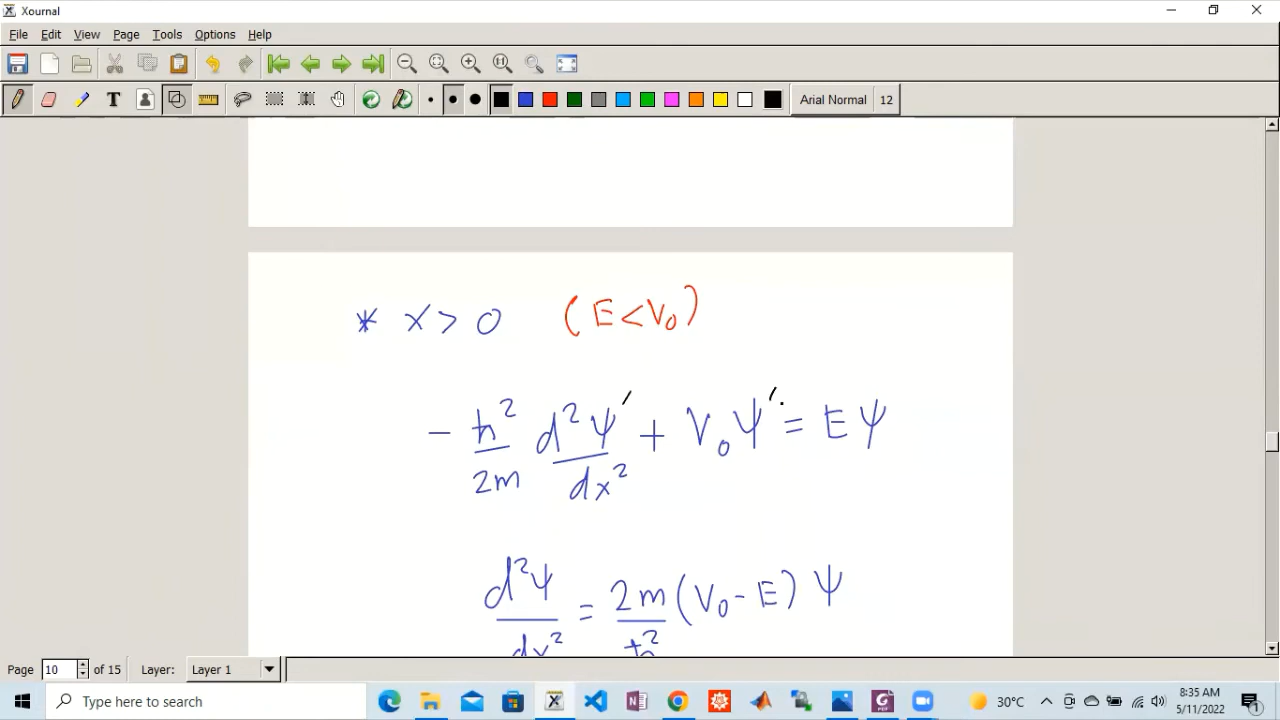 Xournal
File Edit View Page Tools Options Help
Arial Normal 12
* x > 0 (E < V₀)
- ħ²/2m d²ψ′/dx² + V₀ψ′ = Eψ
d²ψ/dx² = 2m/ħ² (V₀ - E) ψ
Page 10 of 15 Layer: Layer 1
Type here to search
30°C
8:35 AM
5/11/2022